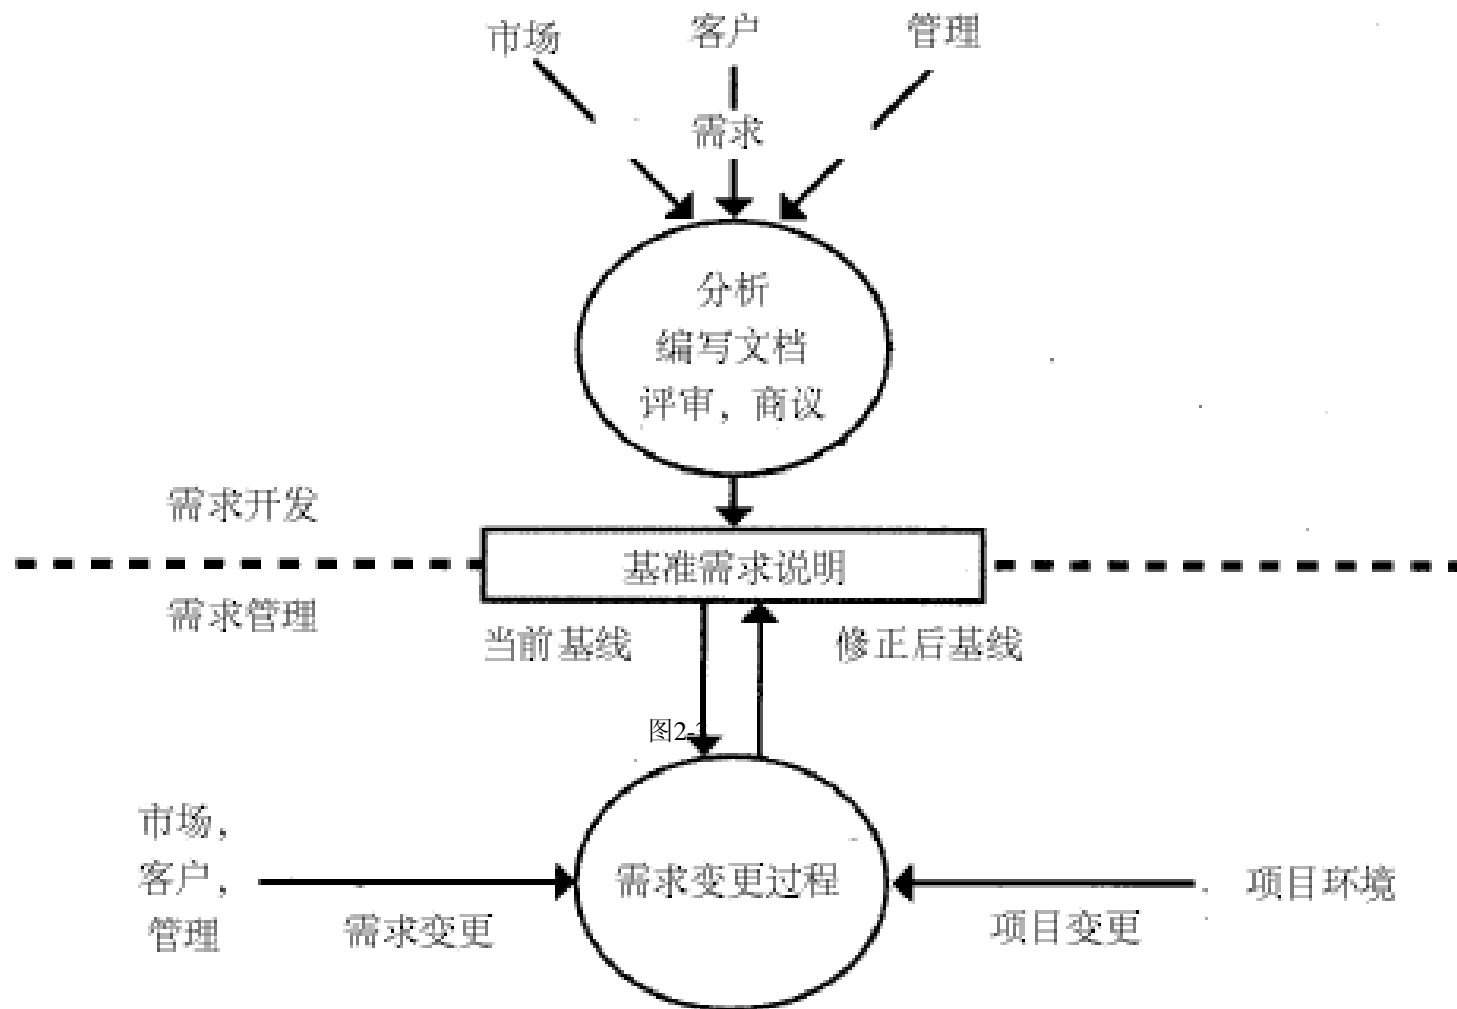 市场
客户
管理
需求
分析
编写文档
评审，商议
需求开发
基准需求说明
需求管理
当前基线
修正后基线
图2-
市场，
客户，
管理
需求变更
需求变更过程
项目环境
项目变更